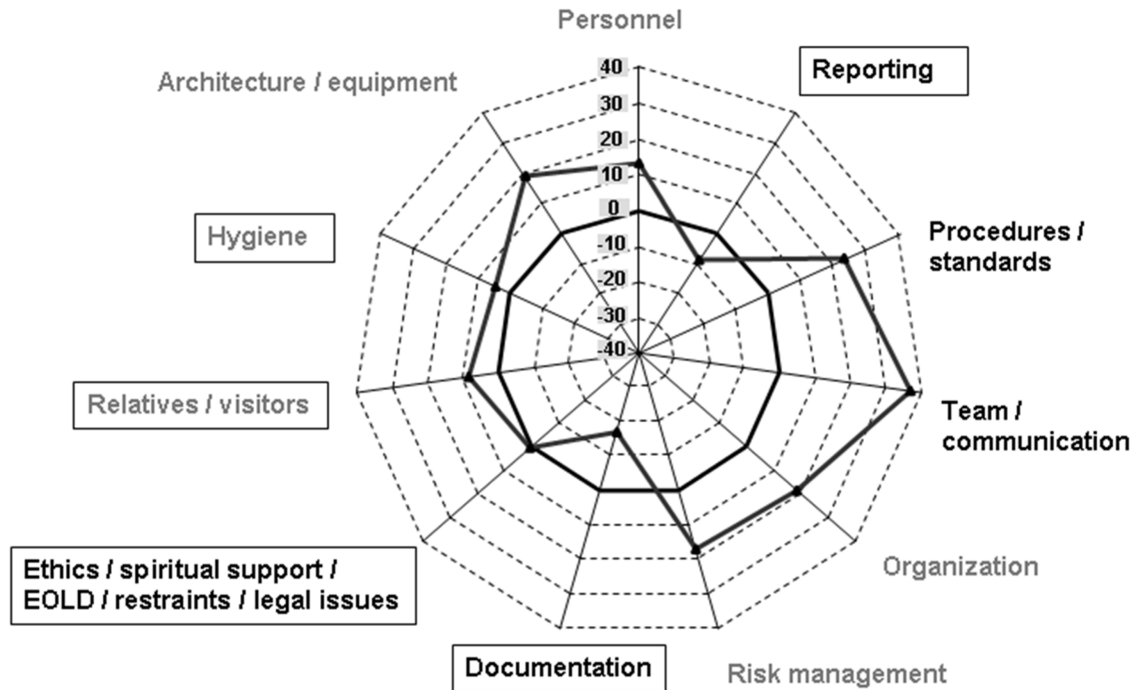 Personnel
Reporting
Architecture / equipment
40
30
20
10
0
-10
-20
-30
-40
Hygiene
Procedures /
standards
Relatives / visitors
Team /
communication
Ethics / spiritual support /
EOLD / restraints / legal issues
Organization
Documentation
Risk management